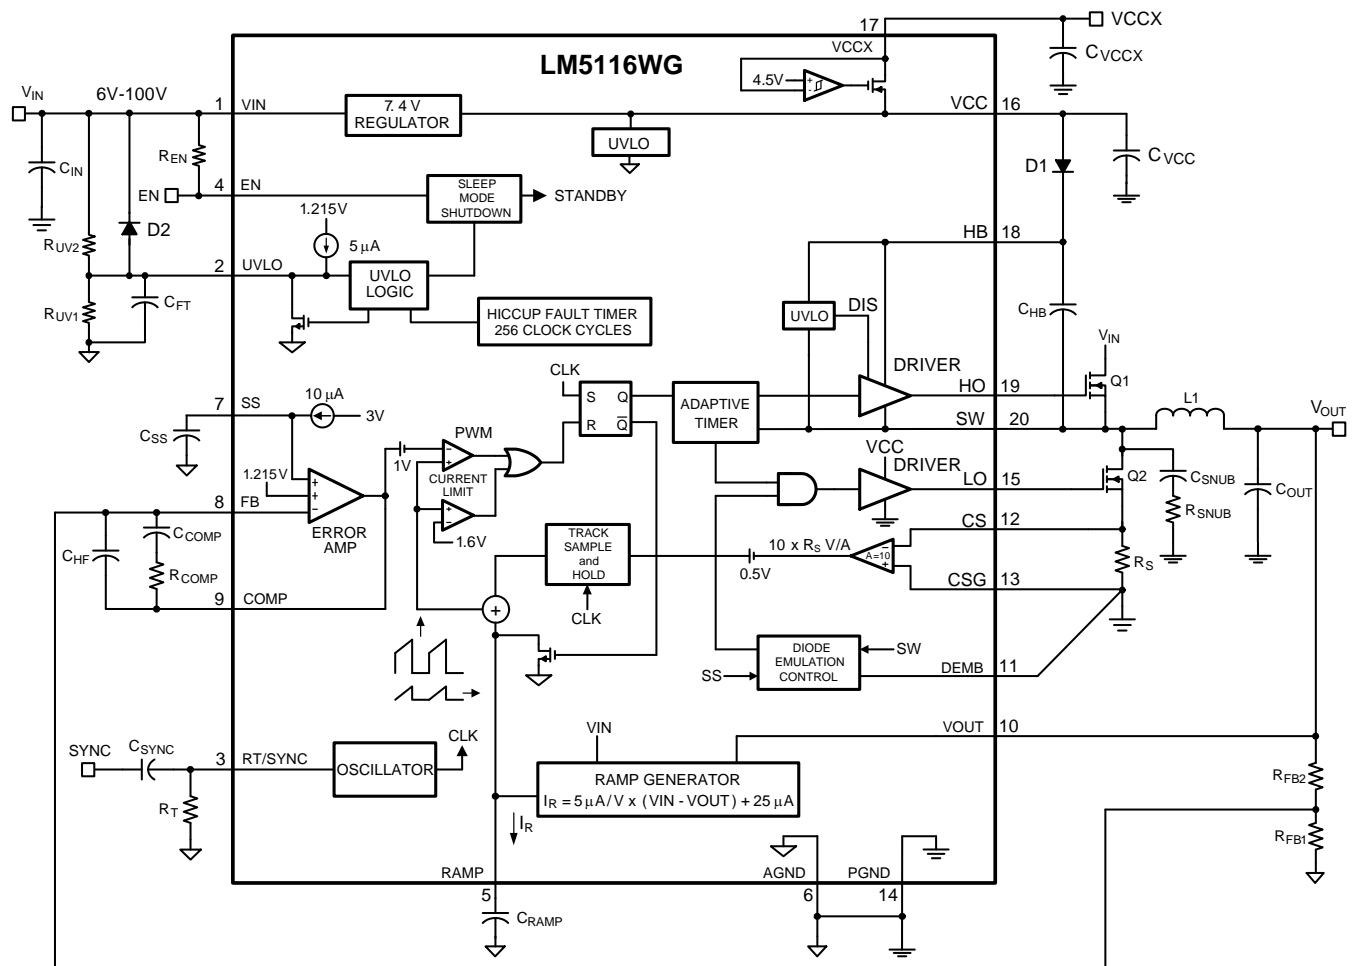 17
VCCX
VCCX
CVCCX
LM5116WG
4.5V
+
-
VIN
6V-100V
1
VIN
7. 4 V
REGULATOR
VCC
16
UVLO
CIN
REN
D1
CVCC
EN
4
EN
SLEEP
MODE
SHUTDOWN
STANDBY
1.215V
5 µA
D2
RUV2
HB
18
2
UVLO
UVLO
LOGIC
CFT
RUV1
HICCUP FAULT TIMER
256 CLOCK CYCLES
UVLO
DIS
CHB
VIN
CLK
DRIVER
Q1
10 µA
7
SS
3V
S
Q
R
Q
ADAPTIVE
TIMER
HO
19
L1
VOUT
SW
20
CSS
PWM
1V
-
+
CURRENT
LIMIT
VCC
DRIVER
Q2
CSNUB
COUT
1.215V
+
+
-
8
FB
LO
15
RSNUB
ERROR
AMP
+
-
1.6V
CCOMP
CHF
RCOMP
TRACK
SAMPLE
and
HOLD
CS
12
10 x RS V/A
A=10
-
+
0.5V
RS
CSG
13
9
COMP
+
CLK
DIODE
EMULATION
CONTROL
SW
SS
DEMB
11
VIN
VOUT
10
SYNC
CSYNC
3
RT/SYNC
CLK
OSCILLATOR
RAMP GENERATOR
IR = 5 µA/V x (VIN - VOUT) + 25 µA
RFB2
RT
IR
RFB1
RAMP
AGND
PGND
5
6
14
CRAMP